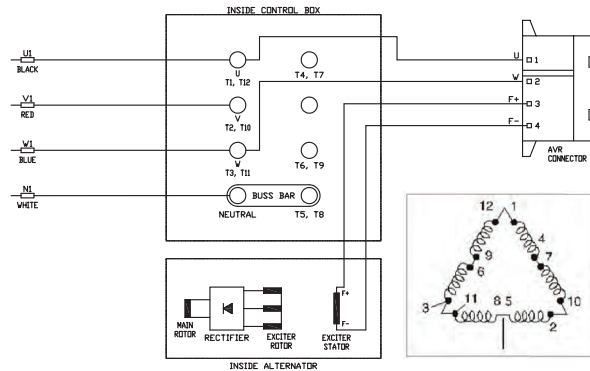 INSIDE CONTROL BOX
U1
BLACK
U
T1, T12
T4, T7
U 1
W 2
V1
RED
V
T2, T10
F+ 3
F- 4
AVR
CONNECTOR
W1
BLUE
W
T3, T11
T6, T9
N1
WHITE
BUSS BAR
NEUTRAL
T5, T8
12 1
4
9
7
6
3
11
8 5
10
2
F+
F-
MAIN
ROTOR
RECTIFIER
EXCITER
ROTOR
EXCITER
STATOR
INSIDE ALTERNATOR